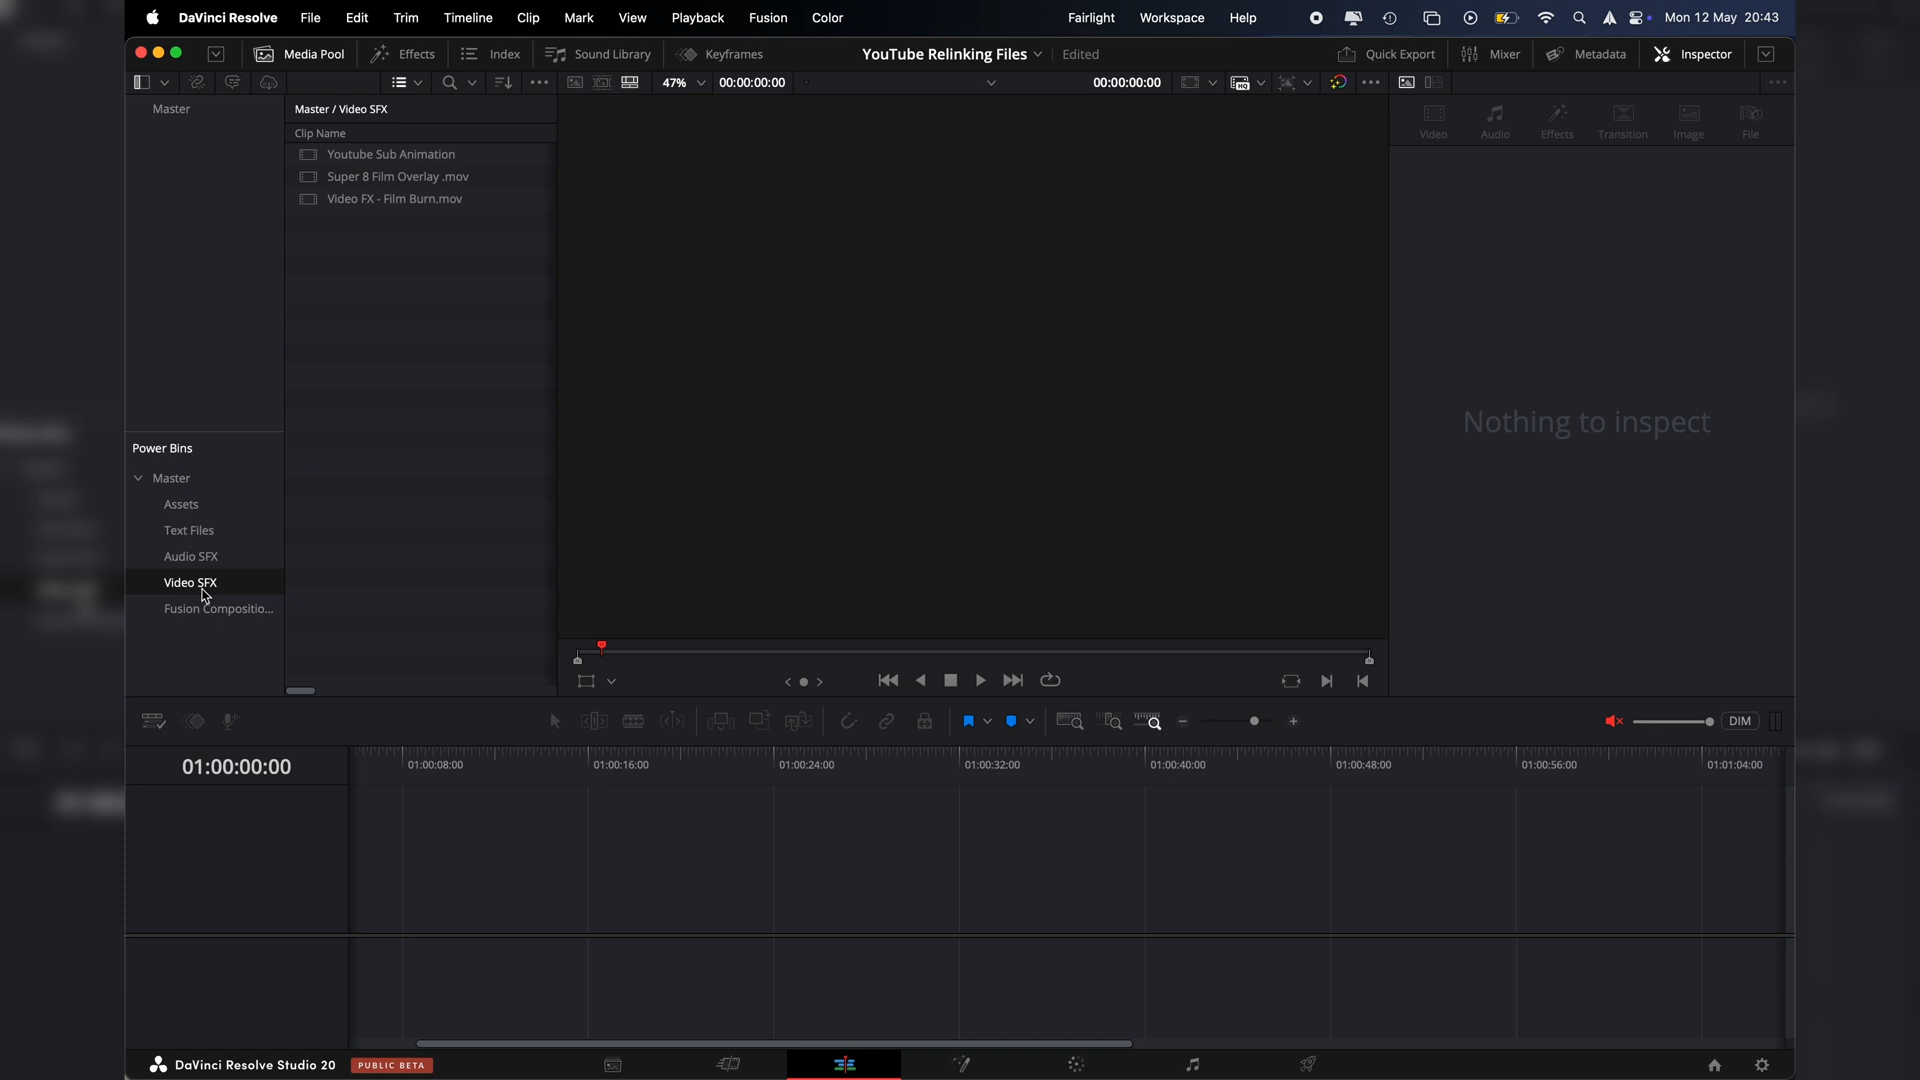 DaVinci Resolve File Edit Trim Timeline Clip Mark View Playback Fusion Color Fairlight Workspace Help Mon 12 May 20:43
Media Pool Effects Index Sound Library Keyframes YouTube Relinking Files Edited Quick Export Mixer Metadata Inspector
47% 00:00:00:00 00:00:00:00
Master
Master / Video SFX
Clip Name
Youtube Sub Animation
Super 8 Film Overlay .mov
Video FX - Film Burn.mov
Video Audio Effects Transition Image File
Nothing to inspect
Power Bins
Master
Assets
Text Files
Audio SFX
Video SFX
Fusion Compositio...
DIM
01:00:00:00
01:00:08:00 01:00:16:00 01:00:24:00 01:00:32:00 01:00:40:00 01:00:48:00 01:00:56:00 01:01:04:00
DaVinci Resolve Studio 20 PUBLIC BETA